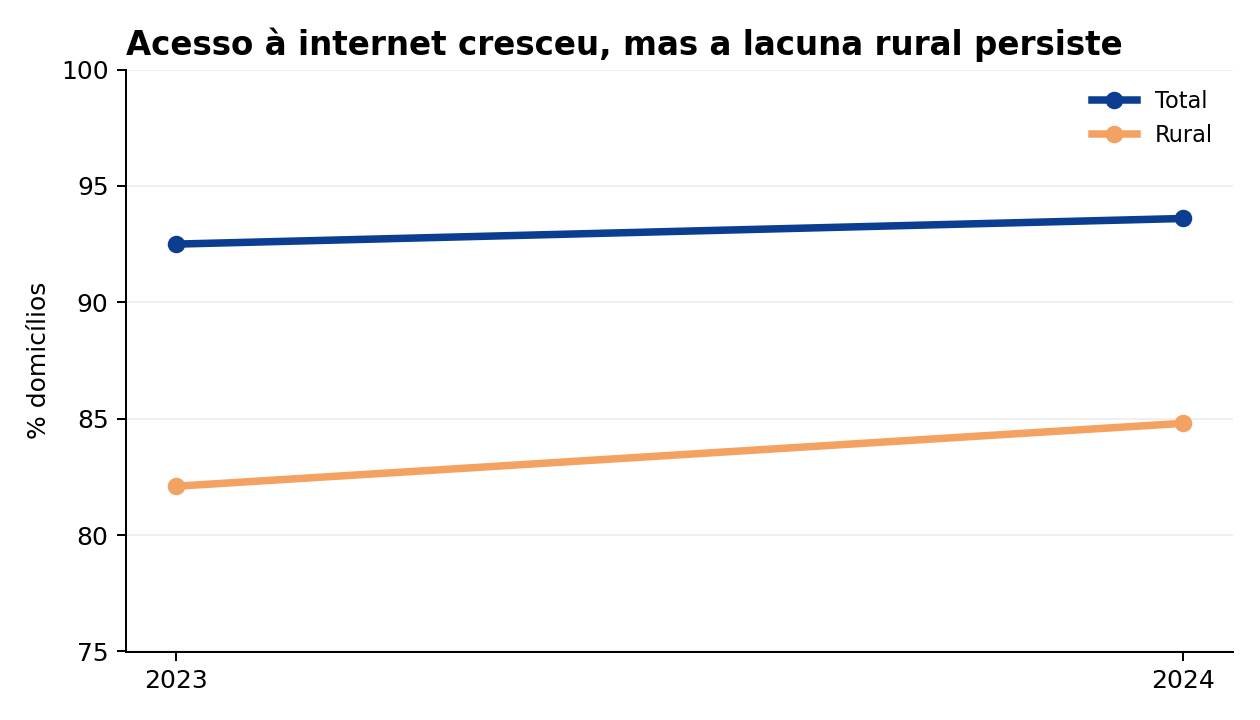 Acesso à internet cresceu, mas a lacuna rural persiste
100
95
90
85
80
75
% domicílios
Total
Rural
2023
2024